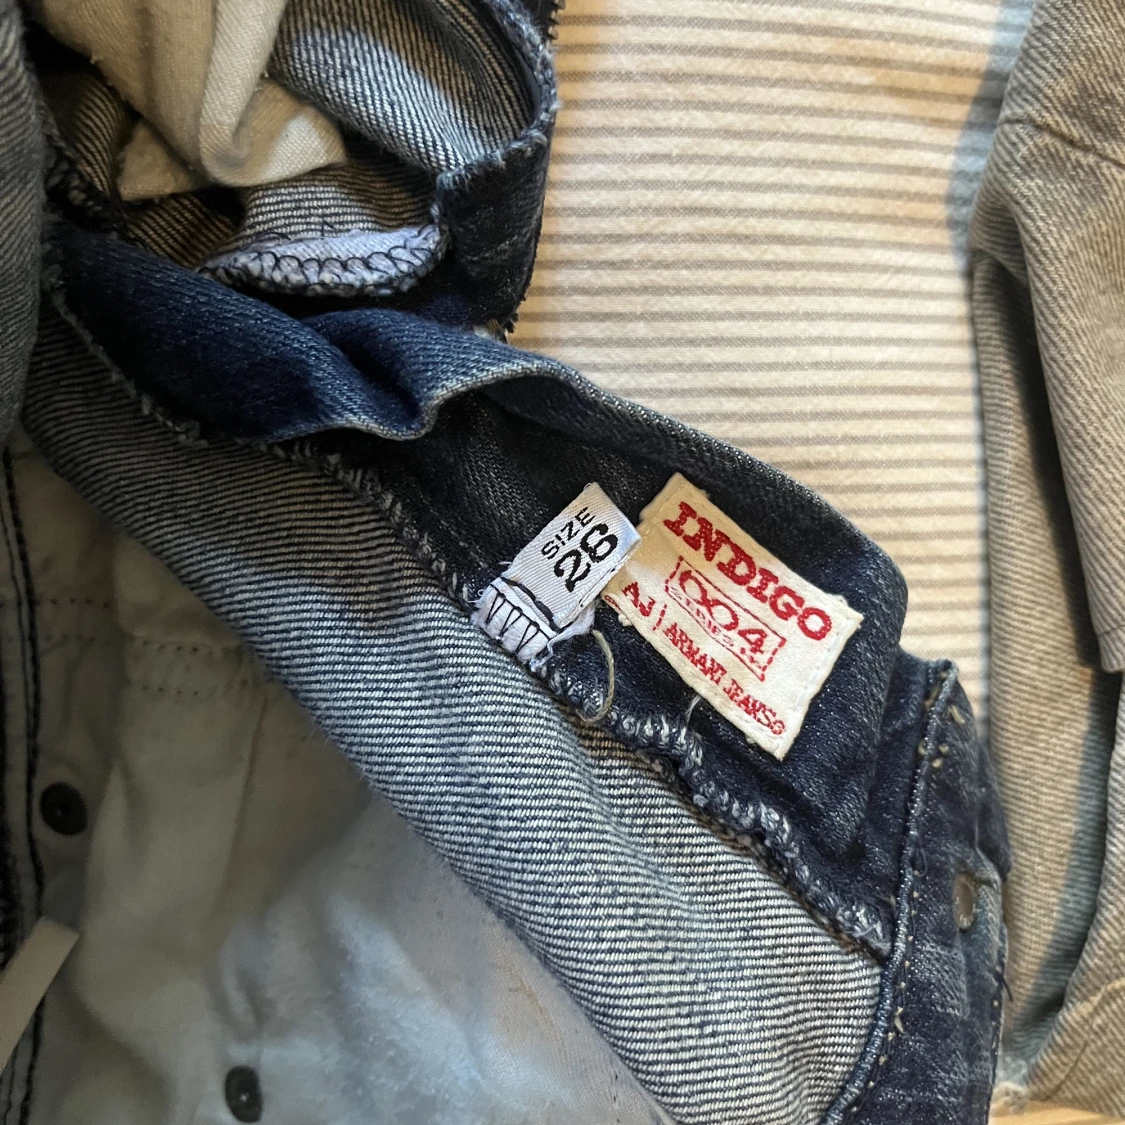 SIZE
26
INDIGO
004
SERIES
AJ | ARMANI JEANS®